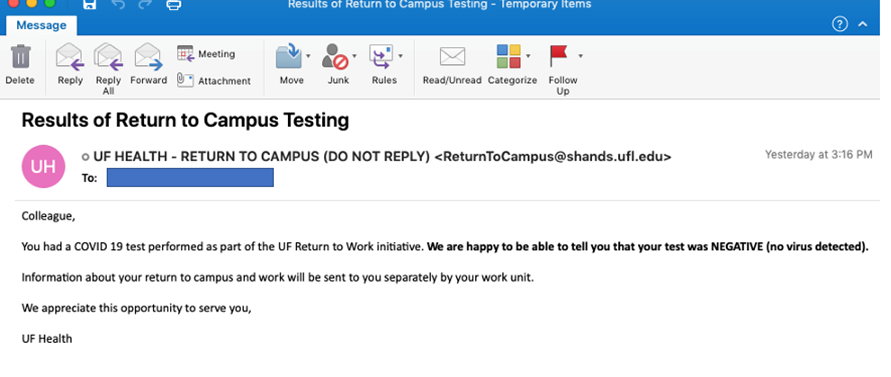 Results of Return to Campus Testing - Temporary Items
Message
Delete
Reply
Reply All
Forward
Meeting
Attachment
Move
Junk
Rules
Read/Unread
Categorize
Follow Up
Results of Return to Campus Testing
UH
UF HEALTH - RETURN TO CAMPUS (DO NOT REPLY) <ReturnToCampus@shands.ufl.edu>
Yesterday at 3:16 PM
To:
Colleague,
You had a COVID 19 test performed as part of the UF Return to Work initiative. We are happy to be able to tell you that your test was NEGATIVE (no virus detected).
Information about your return to campus and work will be sent to you separately by your work unit.
We appreciate this opportunity to serve you,
UF Health